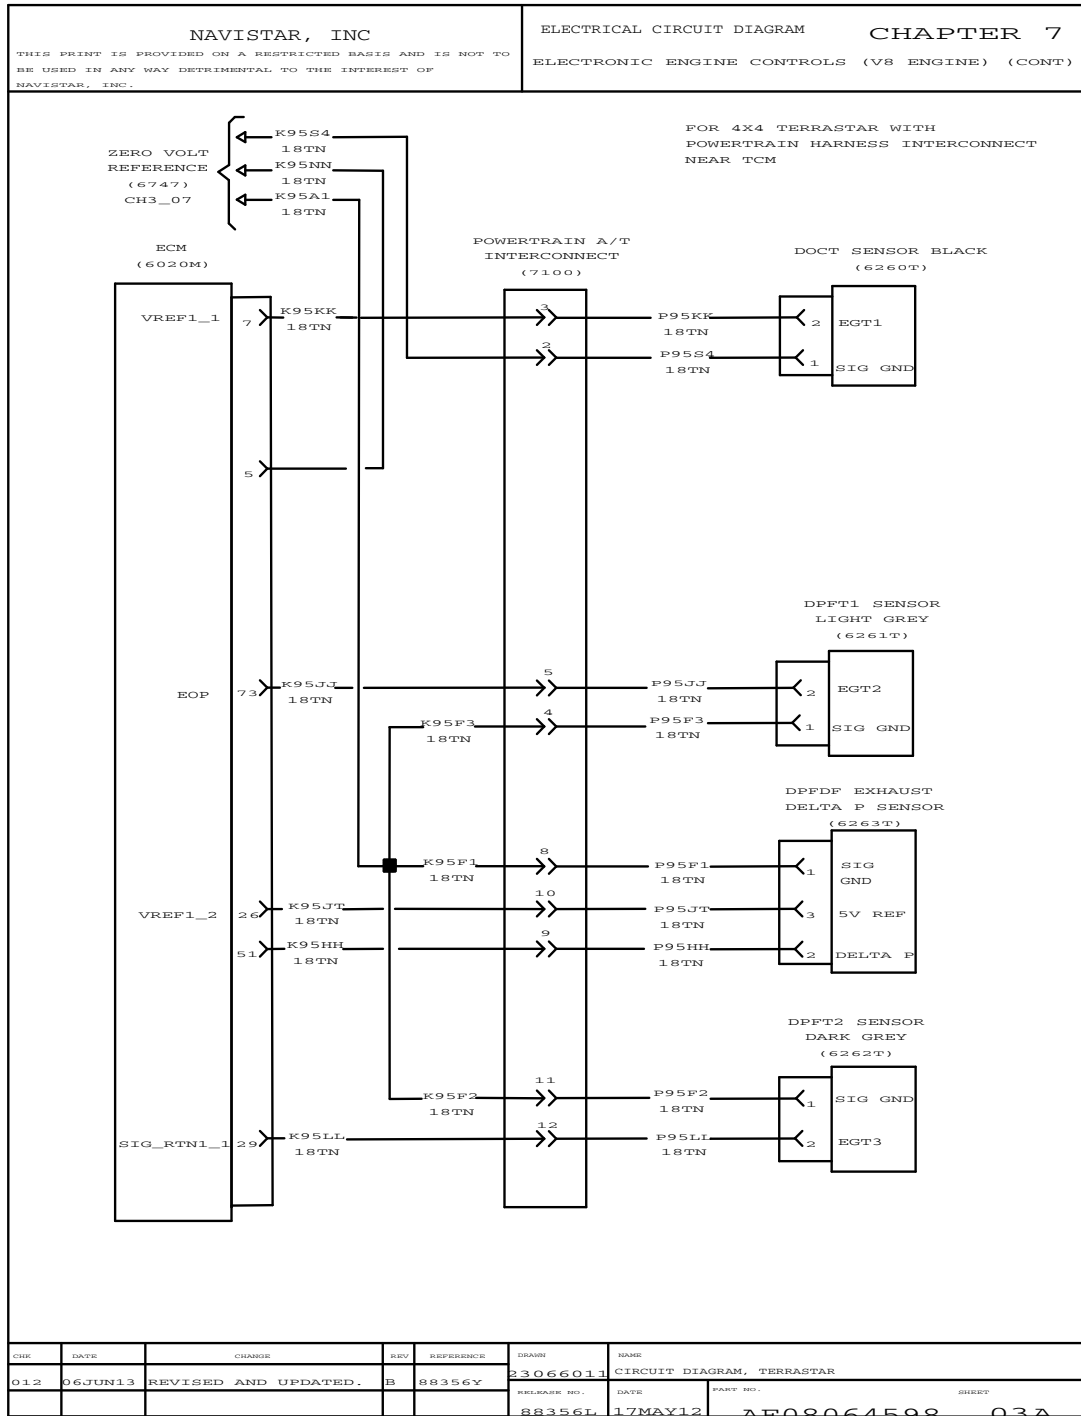 NAVISTAR, INC
THIS PRINT IS PROVIDED ON A RESTRICTED BASIS AND IS NOT TO
BE USED IN ANY WAY DETRIMENTAL TO THE INTEREST OF
NAVISTAR, INC.
ELECTRICAL CIRCUIT DIAGRAM CHAPTER 7
ELECTRONIC ENGINE CONTROLS (V8 ENGINE) (CONT)
FOR 4X4 TERRASTAR WITH
POWERTRAIN HARNESS INTERCONNECT
NEAR TCM
ZERO VOLT
REFERENCE
(6747)
CH3_07
K95S4
18TN
K95NN
18TN
K95A1
18TN
ECM
(6020M)
POWERTRAIN A/T
INTERCONNECT
(7100)
DOCT SENSOR BLACK
(6260T)
VREF1_1 7 K95KK 3 P95KK 2 EGT1
18TN 18TN
2 P95S4 1 SIG GND
18TN
5
DPFT1 SENSOR
LIGHT GREY
(6261T)
EOP 73 K95JJ 5 P95JJ 2 EGT2
18TN 18TN
K95F3 4 P95F3 1 SIG GND
18TN 18TN
DPFDF EXHAUST
DELTA P SENSOR
(6263T)
K95F1 8 P95F1 1 SIG
GND
18TN 18TN
VREF1_2 26 K95JT 10 P95JT 3 5V REF
18TN 18TN
51 K95HH 9 P95HH 2 DELTA P
18TN 18TN
DPFT2 SENSOR
DARK GREY
(6262T)
K95F2 11 P95F2 1 SIG GND
18TN 18TN
SIG_RTN1_1 29 K95LL 12 P95LL 2 EGT3
18TN 18TN
CHK DATE CHANGE REV REFERENCE DRAWN NAME
012 06JUN13 REVISED AND UPDATED. B 88356Y 23066011 CIRCUIT DIAGRAM, TERRASTAR
RELEASE NO. DATE PART NO. SHEET
88356L 17MAY12 AE08064598 03A